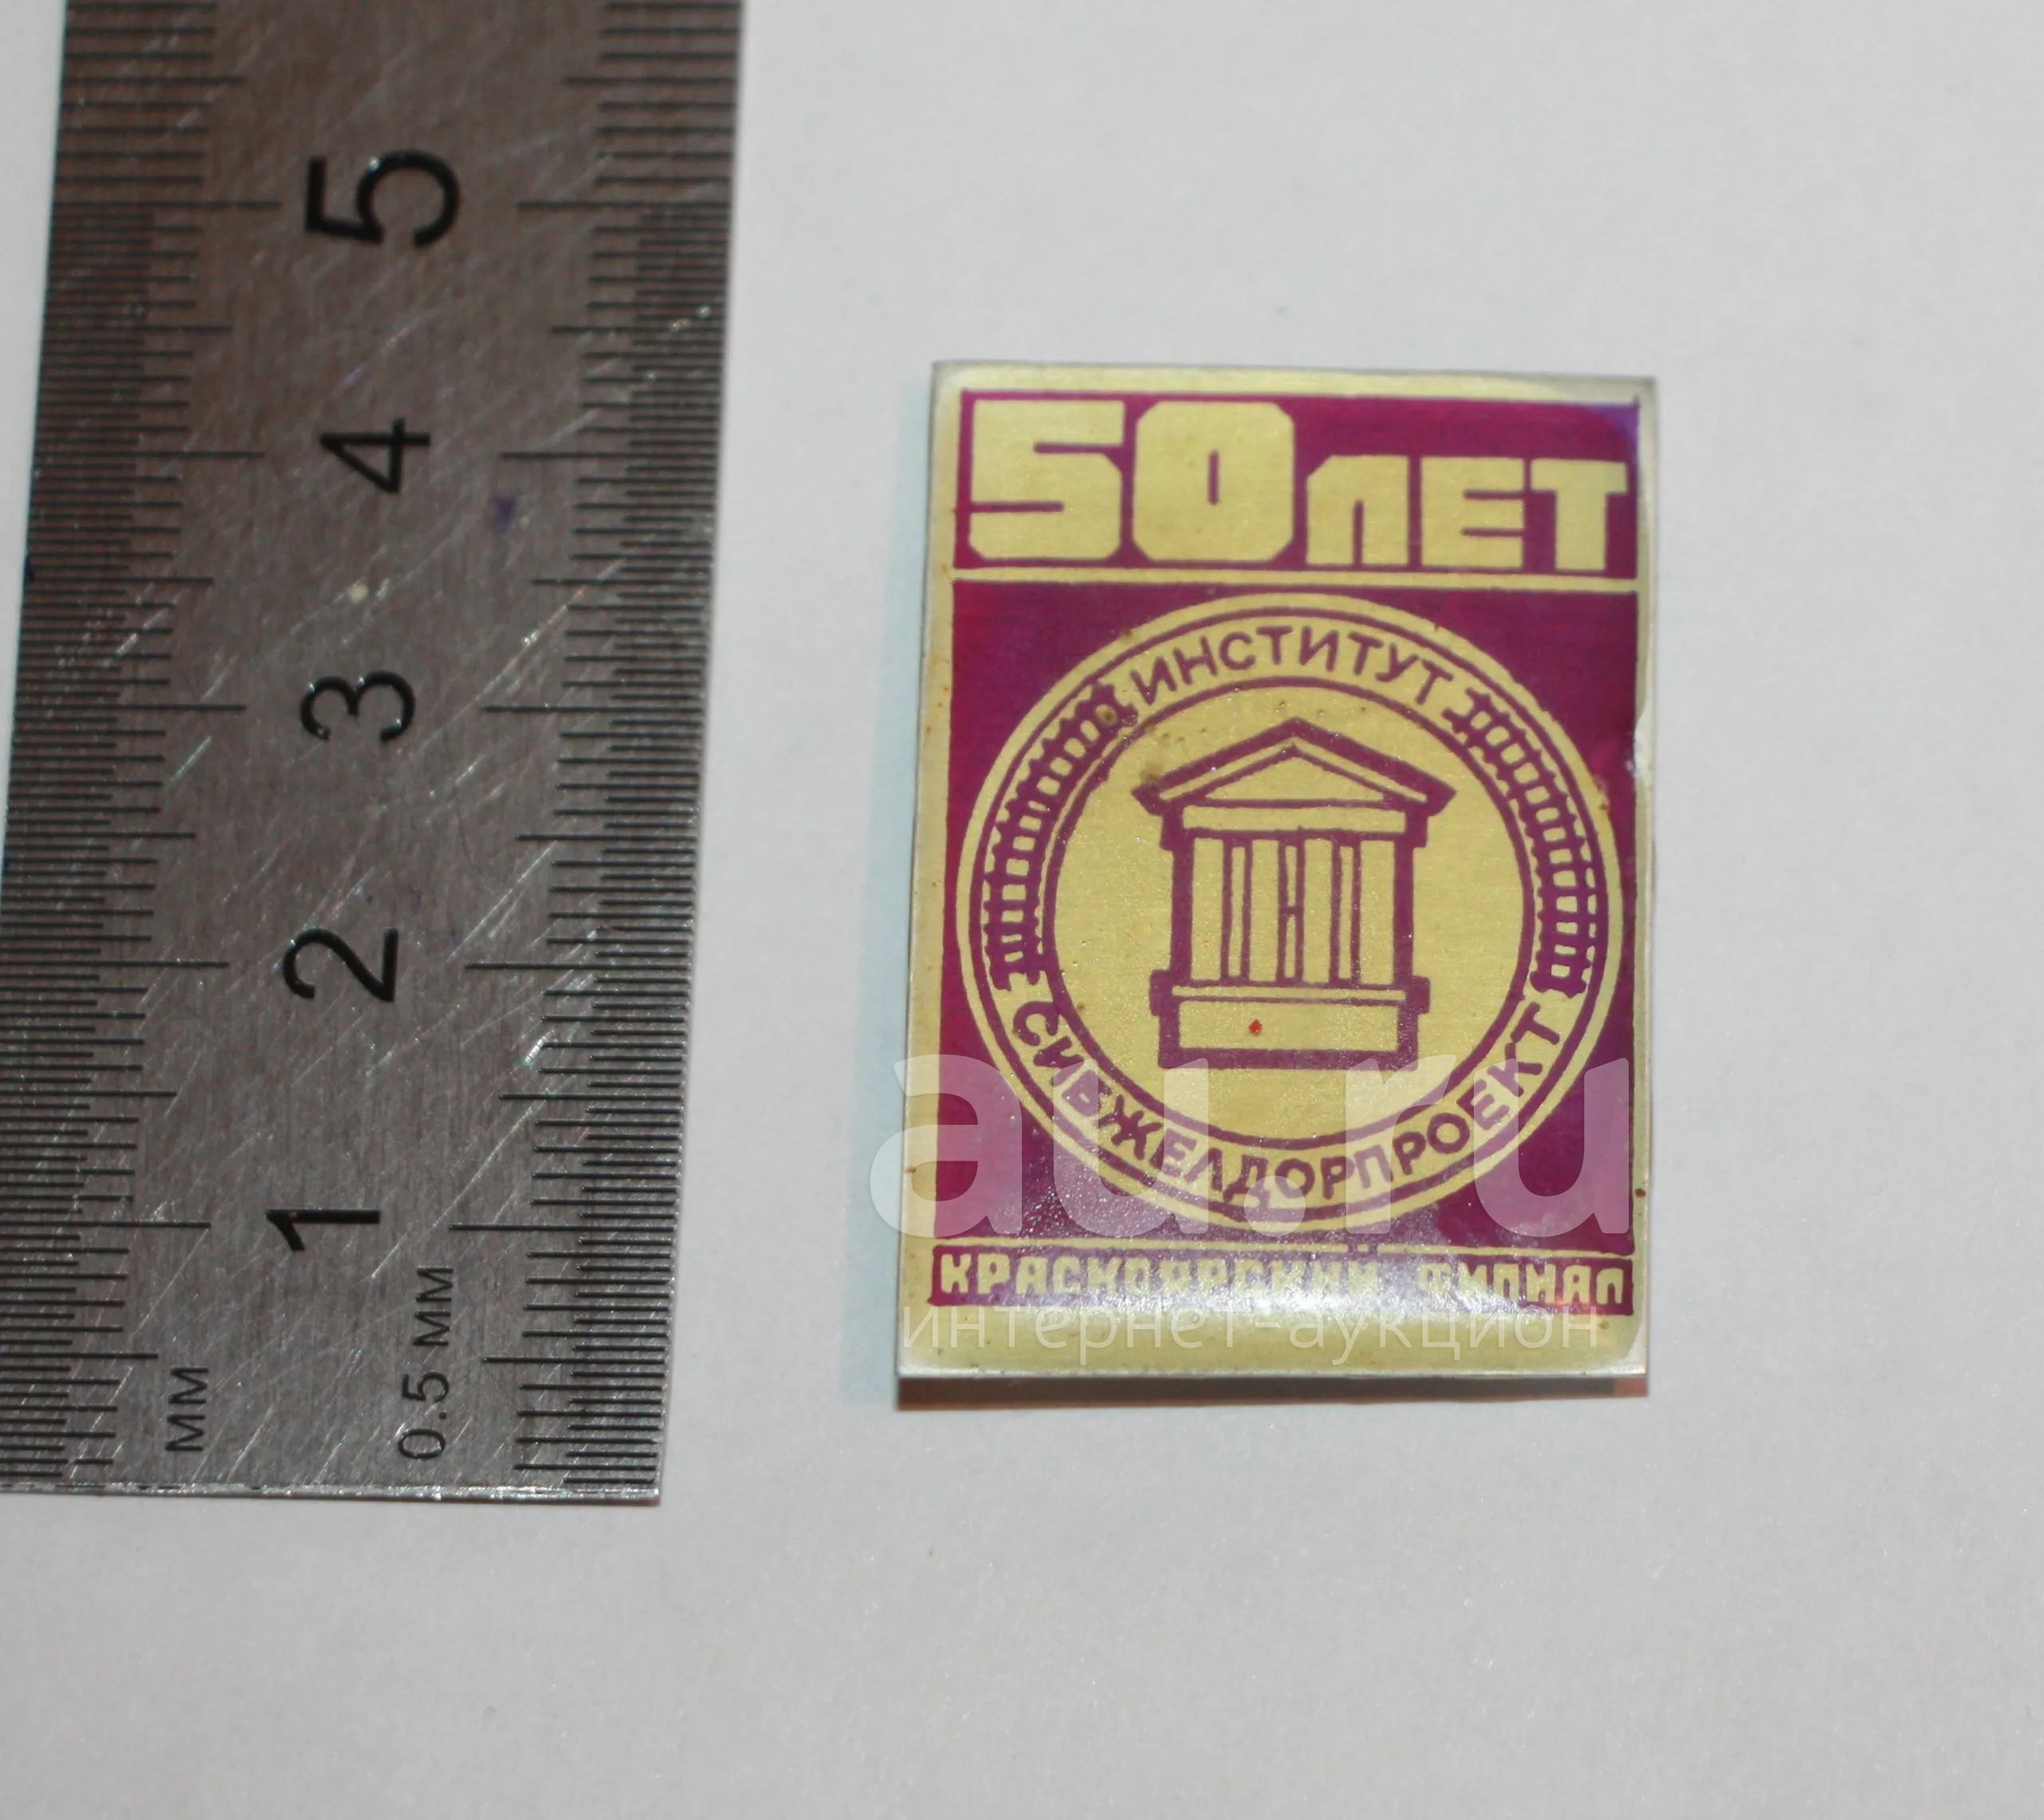 5
4
3
2
1
0.5 мм
мм
50 ЛЕТ
ИНСТИТУТ
СИБЖЕЛДОРПРОЕКТ
КРАСНОЯРСКИЙ ФИЛИАЛ
au.ru
интернет-аукцион